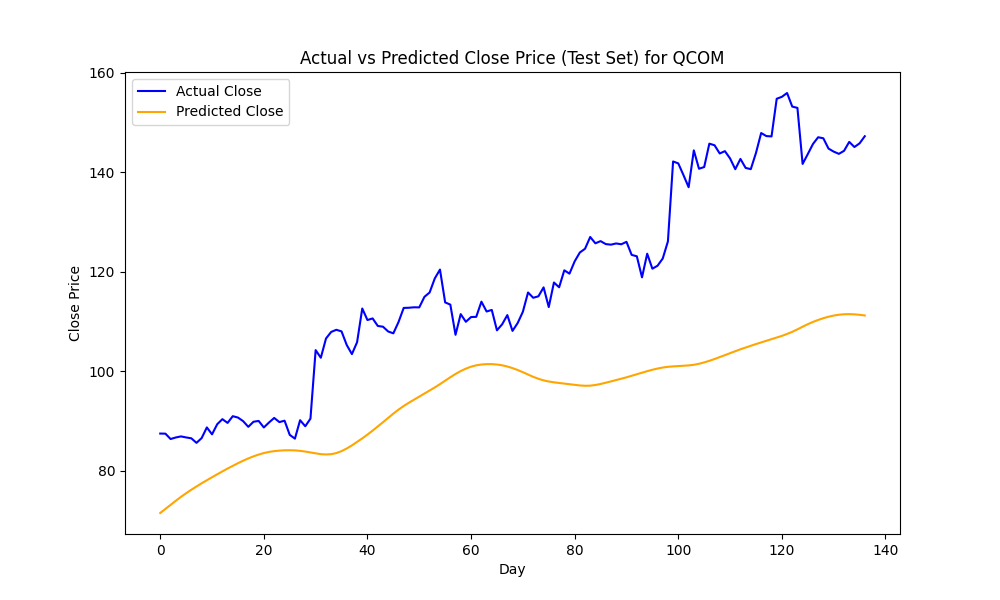 Actual vs Predicted Close Price (Test Set) for QCOM
Actual Close
Predicted Close
160
140
120
100
80
Close Price
0 20 40 60 80 100 120 140
Day